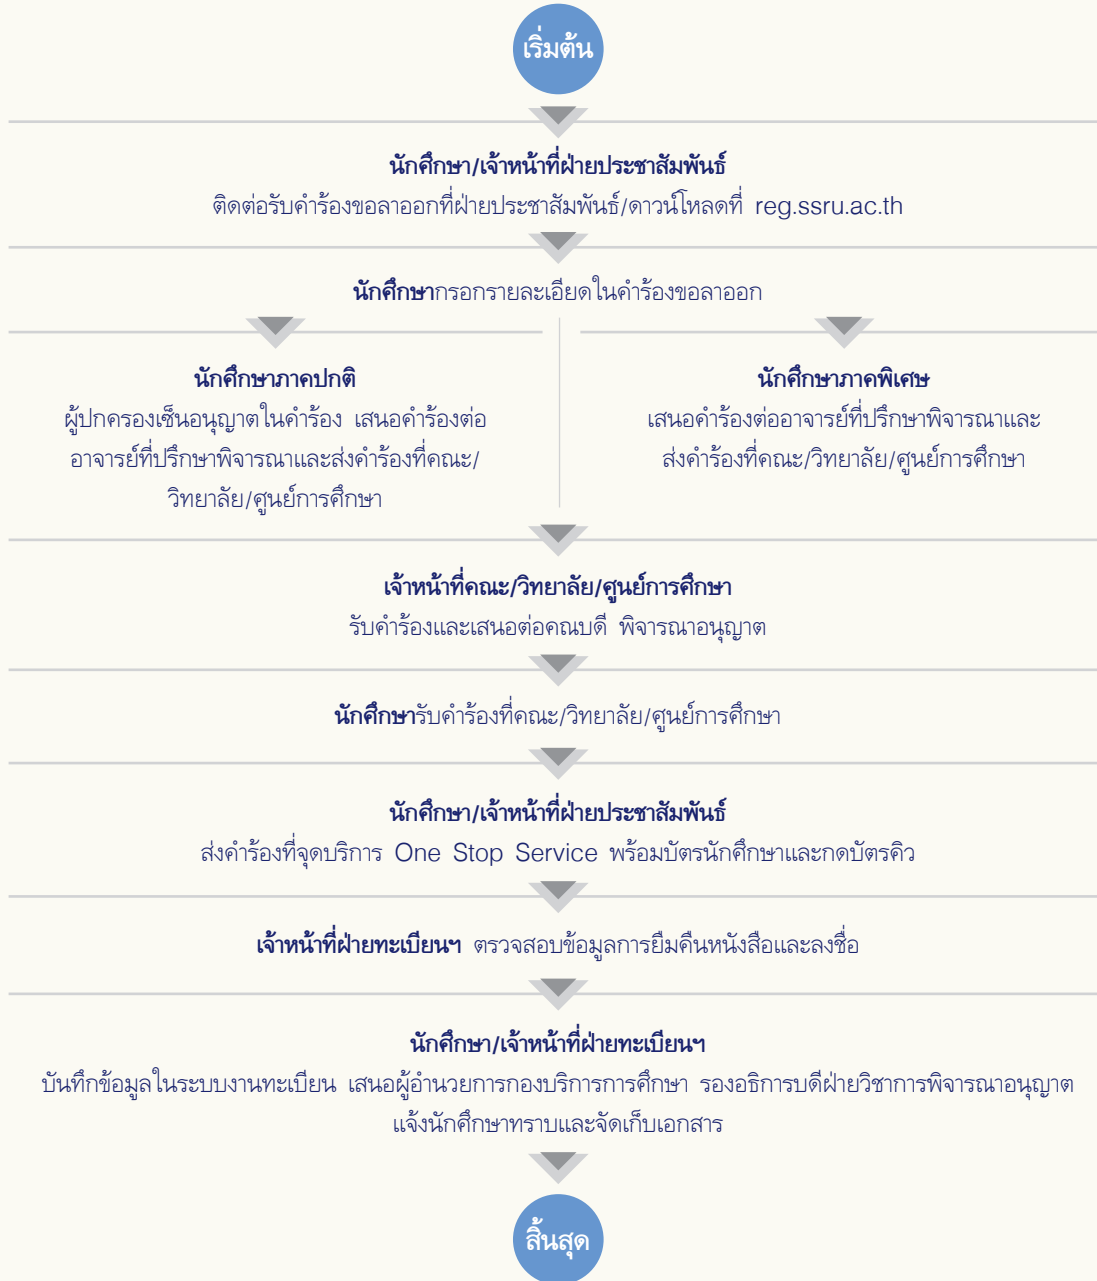 เริ่มต้น
นักศึกษา/เจ้าหน้าที่ฝ่ายประชาสัมพันธ์
ติดต่อรับคำร้องขอลาออกที่ฝ่ายประชาสัมพันธ์/ดาวน์โหลดที่ reg.ssru.ac.th
นักศึกษากรอกรายละเอียดในคำร้องขอลาออก
นักศึกษาภาคปกติ
ผู้ปกครองเซ็นอนุญาตในคำร้อง เสนอคำร้องต่อ
อาจารย์ที่ปรึกษาพิจารณาและส่งคำร้องที่คณะ/
วิทยาลัย/ศูนย์การศึกษา
นักศึกษาภาคพิเศษ
เสนอคำร้องต่ออาจารย์ที่ปรึกษาพิจารณาและ
ส่งคำร้องที่คณะ/วิทยาลัย/ศูนย์การศึกษา
เจ้าหน้าที่คณะ/วิทยาลัย/ศูนย์การศึกษา
รับคำร้องและเสนอต่อคณบดี พิจารณาอนุญาต
นักศึกษารับคำร้องที่คณะ/วิทยาลัย/ศูนย์การศึกษา
นักศึกษา/เจ้าหน้าที่ฝ่ายประชาสัมพันธ์
ส่งคำร้องที่จุดบริการ One Stop Service พร้อมบัตรนักศึกษาและกดบัตรคิว
เจ้าหน้าที่ฝ่ายทะเบียนฯ ตรวจสอบข้อมูลการยืมคืนหนังสือและลงชื่อ
นักศึกษา/เจ้าหน้าที่ฝ่ายทะเบียนฯ
บันทึกข้อมูลในระบบงานทะเบียน เสนอผู้อำนวยการกองบริการการศึกษา รองอธิการบดีฝ่ายวิชาการพิจารณาอนุญาต
แจ้งนักศึกษาทราบและจัดเก็บเอกสาร
สิ้นสุด